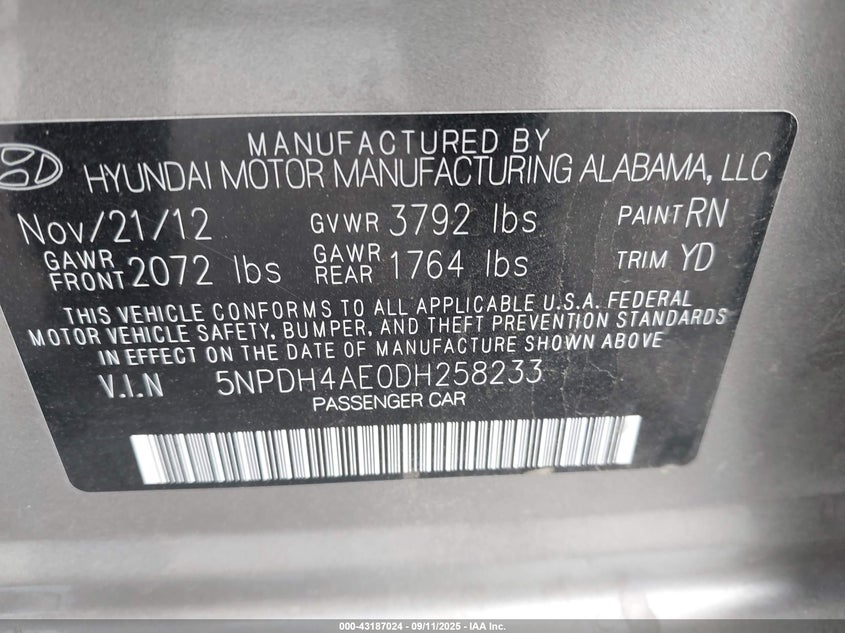 MANUFACTURED BY
HYUNDAI MOTOR MANUFACTURING ALABAMA, LLC
Nov/21/12 GVWR 3792 lbs PAINT RN
GAWR FRONT 2072 lbs GAWR REAR 1764 lbs TRIM YD
THIS VEHICLE CONFORMS TO ALL APPLICABLE U.S.A. FEDERAL
MOTOR VEHICLE SAFETY, BUMPER, AND THEFT PREVENTION STANDARDS
IN EFFECT ON THE DATE OF MANUFACTURE SHOWN ABOVE.
V.I.N 5NPDH4AE0DH258233
PASSENGER CAR
000-43187024 - 09/11/2025 - IAA Inc.